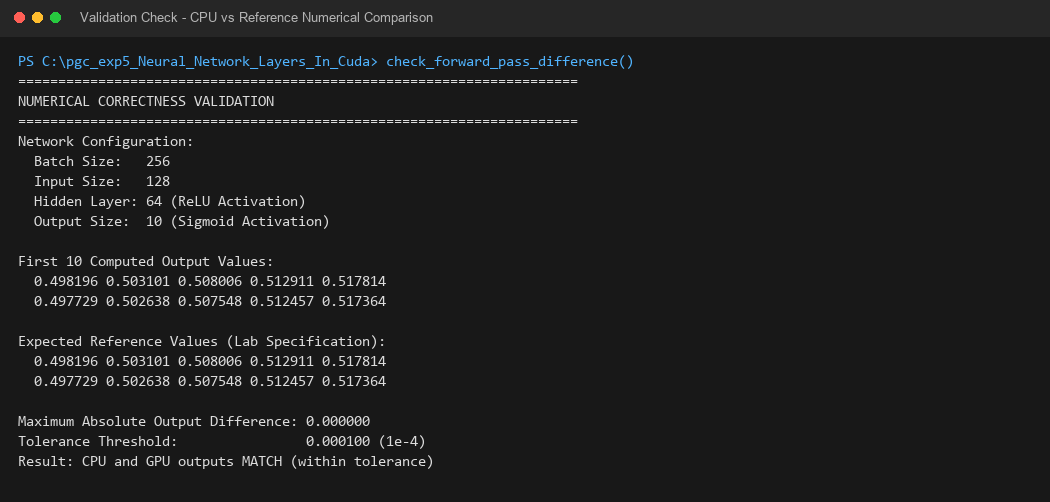 Validation Check - CPU vs Reference Numerical Comparison
PS C:\pgc_exp5_Neural_Network_Layers_In_Cuda> check_forward_pass_difference()
======================================================================
NUMERICAL CORRECTNESS VALIDATION
======================================================================
Network Configuration:
  Batch Size:   256
  Input Size:   128
  Hidden Layer: 64 (ReLU Activation)
  Output Size:  10 (Sigmoid Activation)
First 10 Computed Output Values:
  0.498196 0.503101 0.508006 0.512911 0.517814
  0.497729 0.502638 0.507548 0.512457 0.517364
Expected Reference Values (Lab Specification):
  0.498196 0.503101 0.508006 0.512911 0.517814
  0.497729 0.502638 0.507548 0.512457 0.517364
Maximum Absolute Output Difference: 0.000000
Tolerance Threshold:                0.000100 (1e-4)
Result: CPU and GPU outputs MATCH (within tolerance)